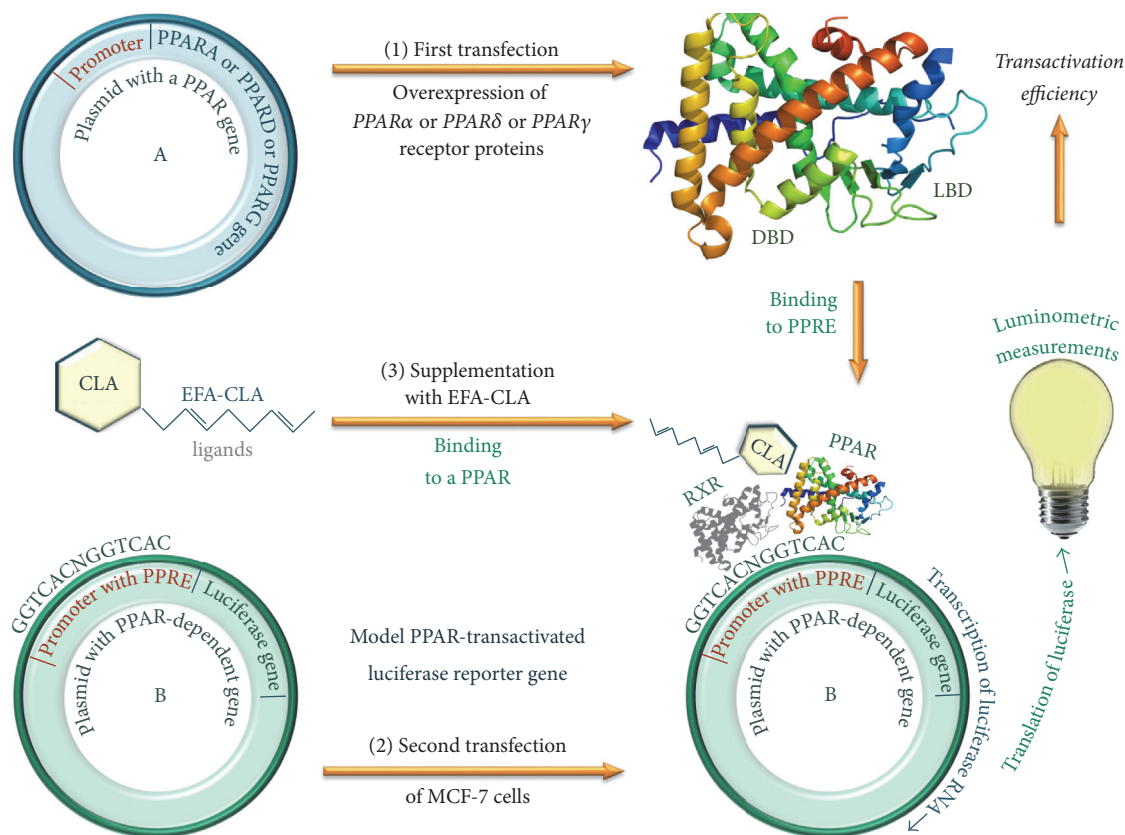 Promoter
PPARA or PPARD or PPARG gene
Plasmid with a PPAR gene
A
(1) First transfection
Overexpression of
PPARα or PPARδ or PPARγ
receptor proteins
DBD
LBD
Transactivation
efficiency
Binding
to PPRE
Luminometric
measurements
CLA
EFA-CLA
ligands
(3) Supplementation
with EFA-CLA
Binding
to a PPAR
CLA
PPAR
RXR
GGTCACNGGTCAC
Promoter with PPRE
Luciferase gene
Plasmid with PPAR-dependent gene
B
Model PPAR-transactivated
luciferase reporter gene
(2) Second transfection
of MCF-7 cells
GGTCACNGGTCAC
Promoter with PPRE
Luciferase gene
Plasmid with PPAR-dependent gene
B
Transcription of luciferase RNA
Translation of luciferase